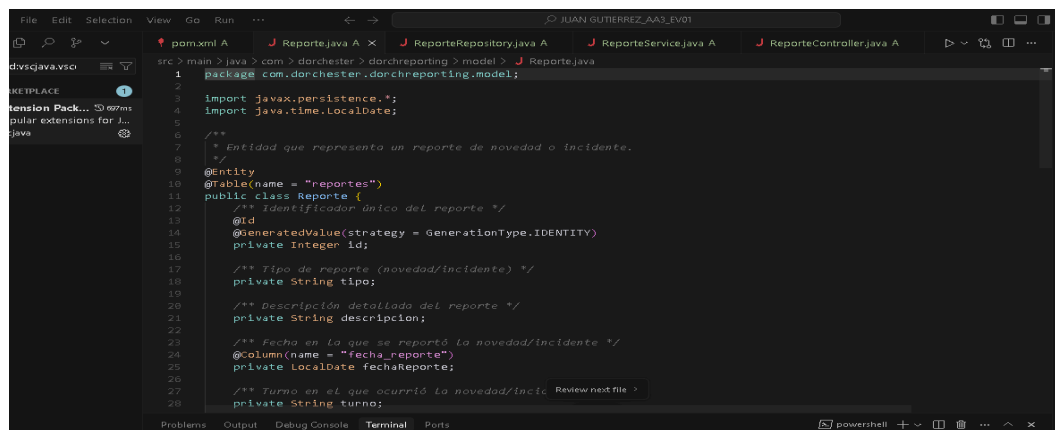 File Edit Selection View Go Run ··· JUAN GUTIERREZ_AA3_EV01
pom.xml A Reporte.java A ReporteRepository.java A ReporteService.java A ReporteController.java A
d:vscjava.vsc
src > main > java > com > dorchester > dorchreporting > model > Reporte.java
RKETPLACE 1
tension Pack... 697ms
pular extensions for J...
cjava
1 package com.dorchester.dorchreporting.model;
2
3 import javax.persistence.*;
4 import java.time.LocalDate;
5
6 /**
7 * Entidad que representa un reporte de novedad o incidente.
8 */
9 @Entity
10 @Table(name = "reportes")
11 public class Reporte {
12 /** Identificador único del reporte */
13 @Id
14 @GeneratedValue(strategy = GenerationType.IDENTITY)
15 private Integer id;
16
17 /** Tipo de reporte (novedad/incidente) */
18 private String tipo;
19
20 /** Descripción detallada del reporte */
21 private String descripcion;
22
23 /** Fecha en la que se reportó la novedad/incidente */
24 @Column(name = "fecha_reporte")
25 private LocalDate fechaReporte;
26
27 /** Turno en el que ocurrió la novedad/incid
28 private String turno;
Review next file >
Problems Output Debug Console Terminal Ports powershell